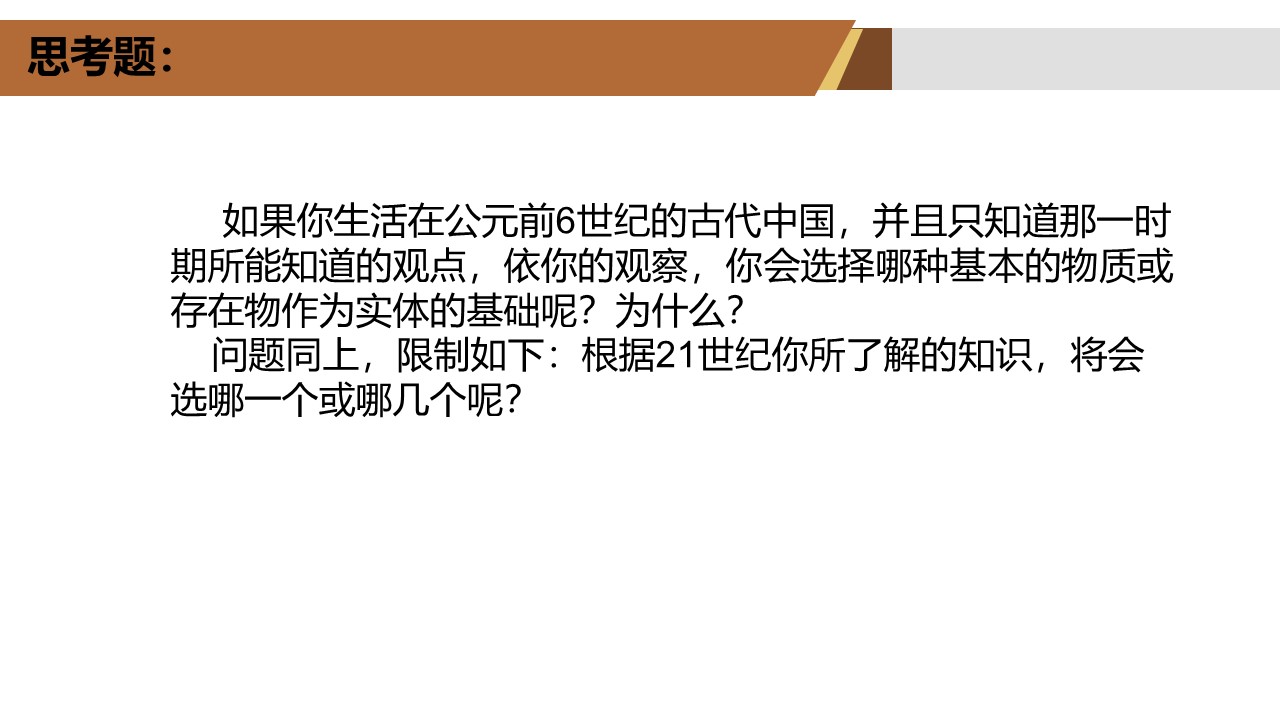 思考题：
如果你生活在公元前6世纪的古代中国，并且只知道那一时
期所能知道的观点，依你的观察，你会选择哪种基本的物质或
存在物作为实体的基础呢？为什么？
问题同上，限制如下：根据21世纪你所了解的知识，将会
选哪一个或哪几个呢？